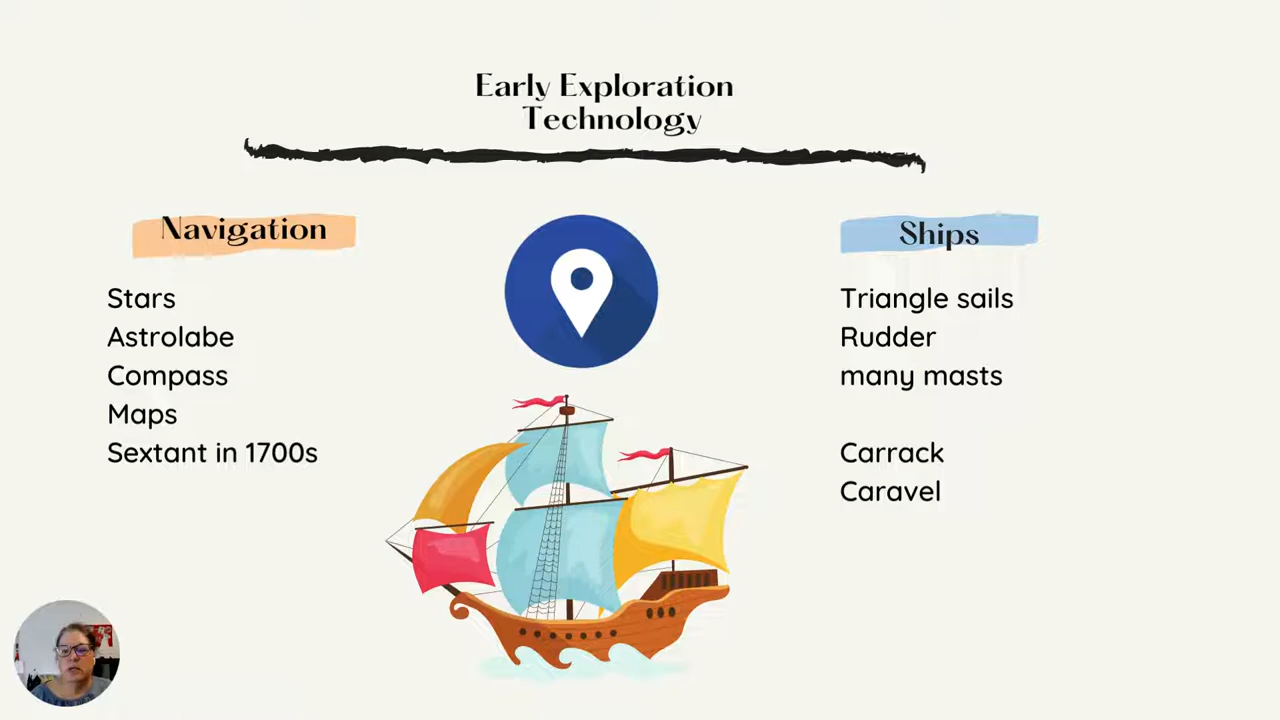 Early Exploration
Technology
Navigation
Stars
Astrolabe
Compass
Maps
Sextant in 1700s
Ships
Triangle sails
Rudder
many masts
Carrack
Caravel